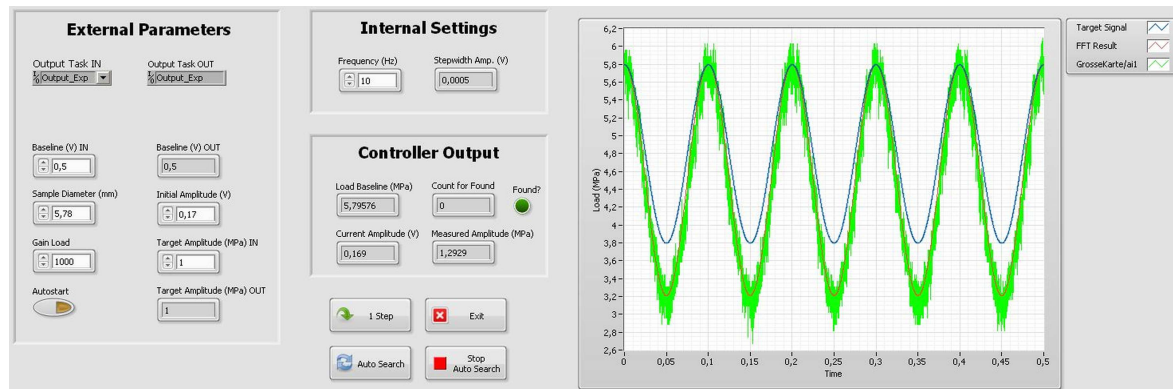 External Parameters
Output Task IN
Output_Exp
Output Task OUT
Output_Exp
Baseline (V) IN
0,5
Baseline (V) OUT
0,5
Sample Diameter (mm)
5,78
Initial Amplitude (V)
0,17
Gain Load
1000
Target Amplitude (MPa) IN
1
Autostart
Target Amplitude (MPa) OUT
1
Internal Settings
Frequency (Hz)
10
Stepwidth Amp. (V)
0,0005
Controller Output
Load Baseline (MPa)
5,79576
Count for Found
0
Found?
Current Amplitude (V)
0,169
Measured Amplitude (MPa)
1,2929
1 Step
Exit
Auto Search
Stop
Auto Search
Load (MPa)
6,2
6
5,8
5,6
5,4
5,2
5
4,8
4,6
4,4
4,2
4
3,8
3,6
3,4
3,2
3
2,8
2,6
0
0,05
0,1
0,15
0,2
0,25
0,3
0,35
0,4
0,45
0,5
Time
Target Signal
FFT Result
GrosseKarte/ai1